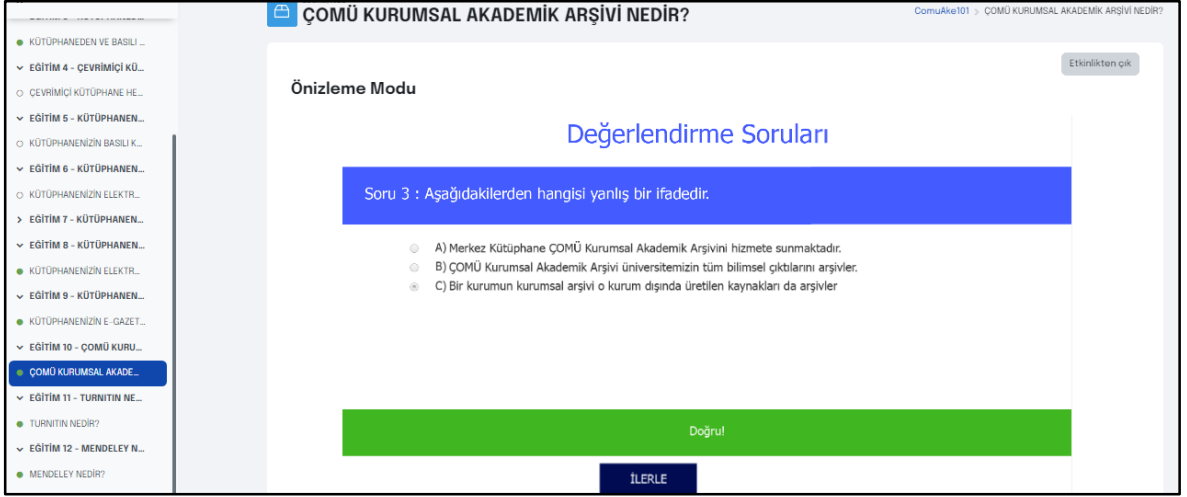 ÇOMÜ KURUMSAL AKADEMİK ARŞİVİ NEDİR?
ComuAke101 > ÇOMÜ KURUMSAL AKADEMİK ARŞİVİ NEDİR?
KÜTÜPHANEDEN VE BASILI ...
EĞİTİM 4 - ÇEVRİMİÇİ KÜ...
ÇEVRİMİÇİ KÜTÜPHANE HE...
EĞİTİM 5 - KÜTÜPHANEN...
KÜTÜPHANENİZİN BASILI K...
EĞİTİM 6 - KÜTÜPHANEN...
KÜTÜPHANENİZİN ELEKTR...
EĞİTİM 7 - KÜTÜPHANEN...
EĞİTİM 8 - KÜTÜPHANEN...
KÜTÜPHANENİZİN ELEKTR...
EĞİTİM 9 - KÜTÜPHANEN...
KÜTÜPHANENİZİN E-GAZET...
EĞİTİM 10 - ÇOMÜ KURU...
ÇOMÜ KURUMSAL AKADE...
EĞİTİM 11 - TURNITIN NE...
TURNITIN NEDİR?
EĞİTİM 12 - MENDELEY N...
MENDELEY NEDİR?
Etkinlikten çık
Önizleme Modu
Değerlendirme Soruları
Soru 3 : Aşağıdakilerden hangisi yanlış bir ifadedir.
A) Merkez Kütüphane ÇOMÜ Kurumsal Akademik Arşivini hizmete sunmaktadır.
B) ÇOMÜ Kurumsal Akademik Arşivi üniversitemizin tüm bilimsel çıktılarını arşivler.
C) Bir kurumun kurumsal arşivi o kurum dışında üretilen kaynakları da arşivler
Doğru!
İLERLE